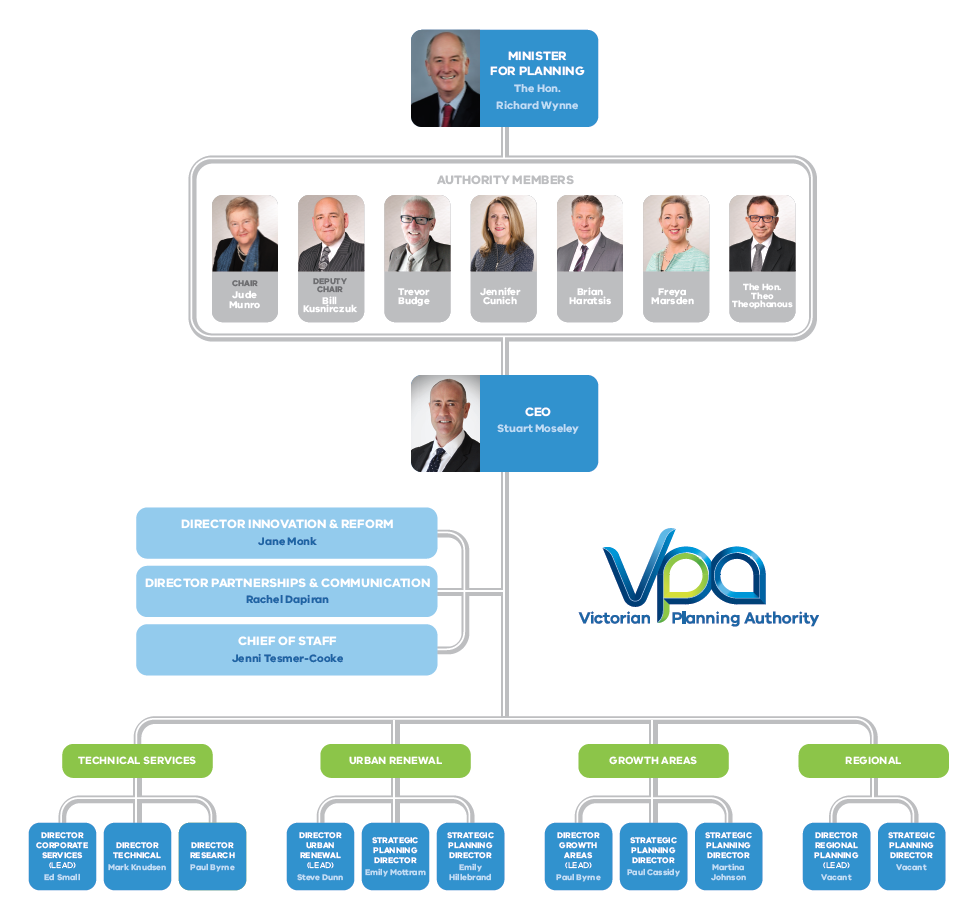 MINISTER
FOR PLANNING
The Hon.
Richard Wynne
AUTHORITY MEMBERS
CHAIR
Jude
Munro
DEPUTY
CHAIR
Bill
Kusnirczuk
Trevor
Budge
Jennifer
Cunich
Brian
Haratsis
Freya
Marsden
The Hon.
Theo
Theophanous
CEO
Stuart Moseley
DIRECTOR INNOVATION & REFORM
Jane Monk
DIRECTOR PARTNERSHIPS & COMMUNICATION
Rachel Dapiran
CHIEF OF STAFF
Jenni Tesmer-Cooke
vpa
Victorian Planning Authority
TECHNICAL SERVICES
URBAN RENEWAL
GROWTH AREAS
REGIONAL
DIRECTOR
CORPORATE
SERVICES
(LEAD)
Ed Small
DIRECTOR
TECHNICAL
Mark Knudsen
DIRECTOR
RESEARCH
Paul Byrne
DIRECTOR
URBAN
RENEWAL
(LEAD)
Steve Dunn
STRATEGIC
PLANNING
DIRECTOR
Emily Mottram
STRATEGIC
PLANNING
DIRECTOR
Emily
Hillebrand
DIRECTOR
GROWTH
AREAS
(LEAD)
Paul Byrne
STRATEGIC
PLANNING
DIRECTOR
Paul Cassidy
STRATEGIC
PLANNING
DIRECTOR
Martina
Johnson
DIRECTOR
REGIONAL
PLANNING
(LEAD)
Vacant
STRATEGIC
PLANNING
DIRECTOR
Vacant